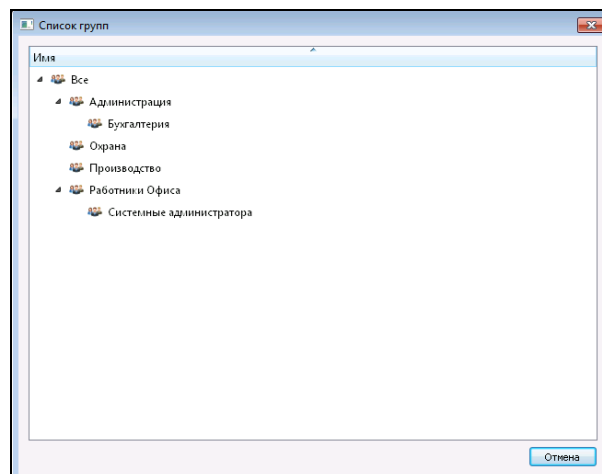 Список групп
Имя
Все
Администрация
Бухгалтерия
Охрана
Производство
Работники Офиса
Системные администратора
Отмена